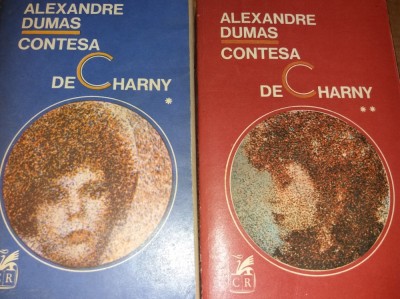 ALEXANDRE
DUMAS
CONTESA
DE CHARNY
*
CR
ALEXANDRE
DUMAS
CONTESA
DE CHARNY
**
CR